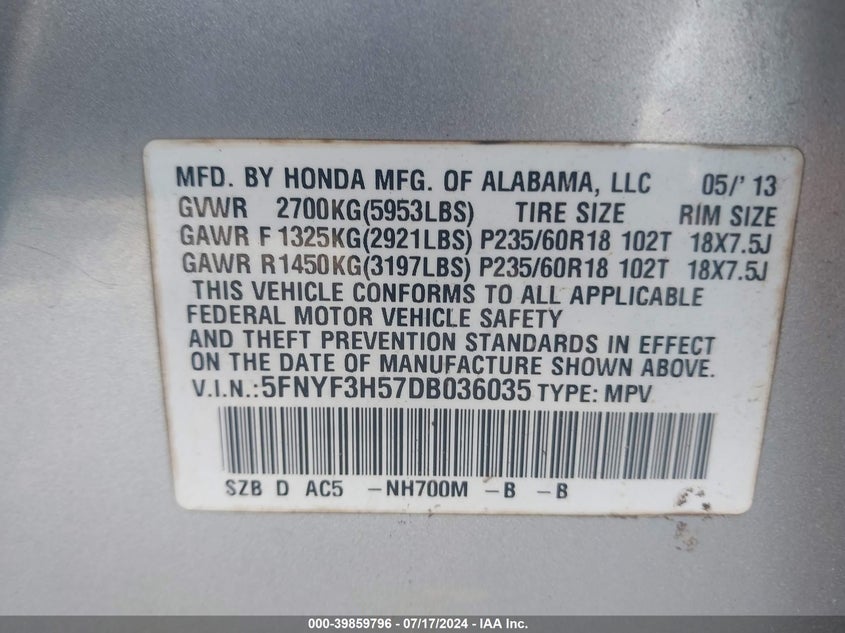 MFD. BY HONDA MFG. OF ALABAMA, LLC 05/' 13
GVWR 2700KG(5953LBS) TIRE SIZE RIM SIZE
GAWR F 1325KG(2921LBS) P235/60R18 102T 18X7.5J
GAWR R1450KG(3197LBS) P235/60R18 102T 18X7.5J
THIS VEHICLE CONFORMS TO ALL APPLICABLE
FEDERAL MOTOR VEHICLE SAFETY
AND THEFT PREVENTION STANDARDS IN EFFECT
ON THE DATE OF MANUFACTURE SHOWN ABOVE.
V.I.N.:5FNYF3H57DB036035 TYPE: MPV
SZB D AC5 -NH700M -B -B
000-39859796 - 07/17/2024 - IAAI.com